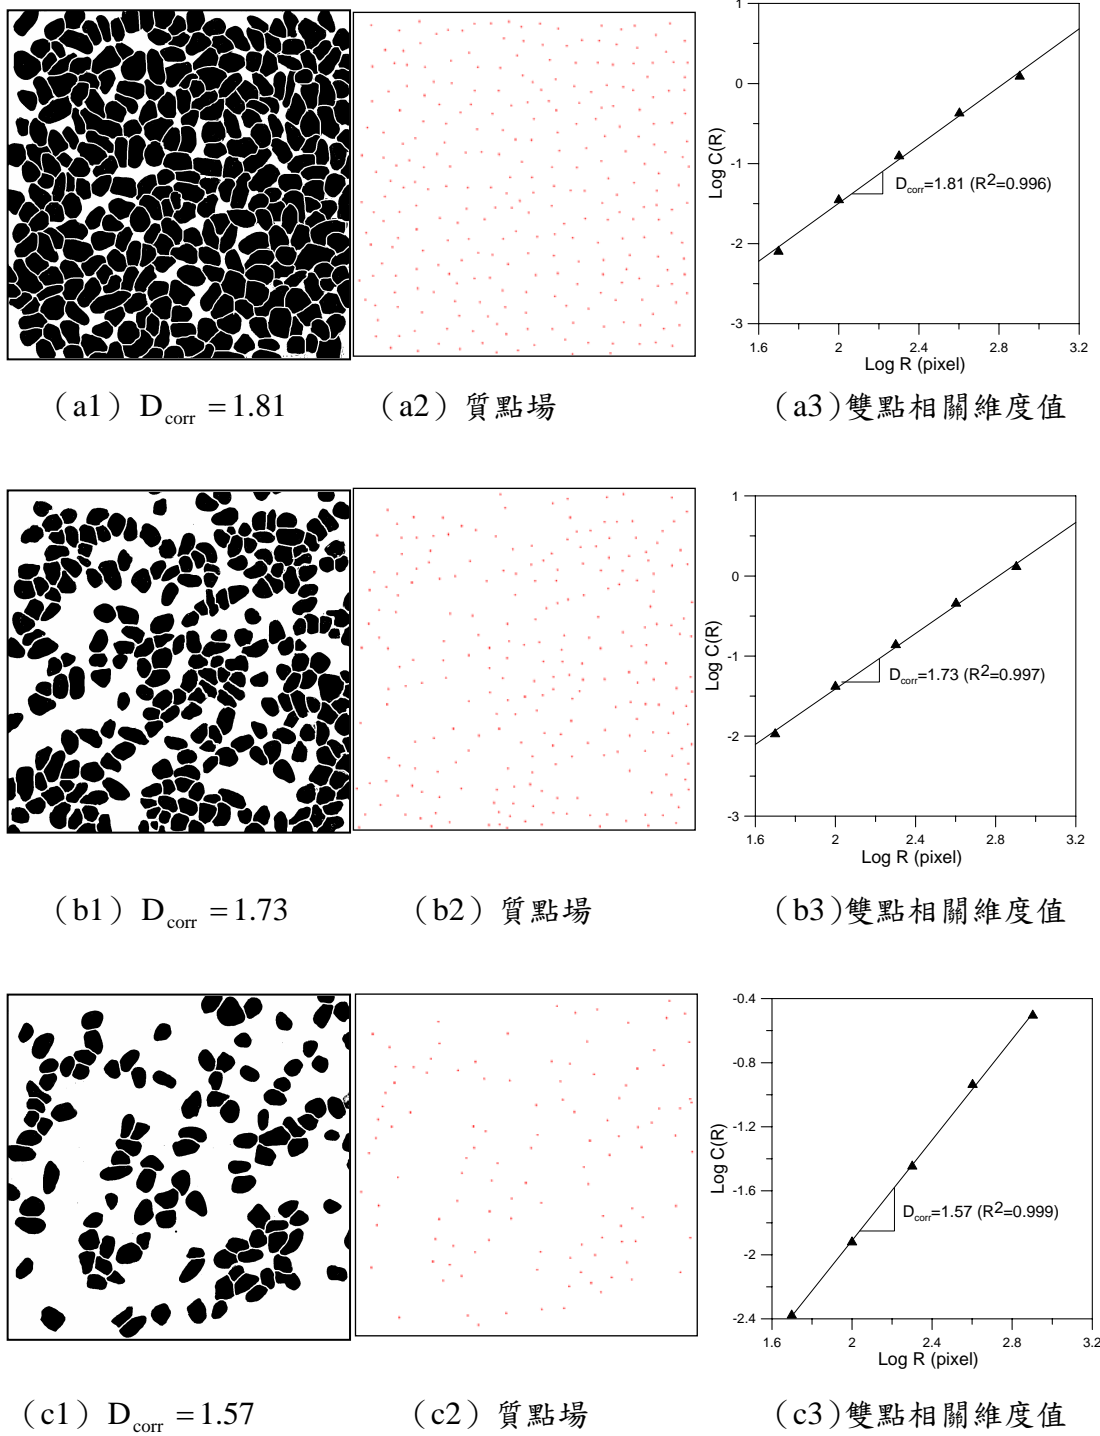 1
0
-1
-2
-3
Log C(R)
D_corr=1.81 (R²=0.996)
1.6 2 2.4 2.8 3.2
Log R (pixel)
（a1）D_corr =1.81
（a2）質點場
（a3）雙點相關維度值
1
0
-1
-2
-3
Log C(R)
D_corr=1.73 (R²=0.997)
1.6 2 2.4 2.8 3.2
Log R (pixel)
（b1）D_corr =1.73
（b2）質點場
（b3）雙點相關維度值
-0.4
-0.8
-1.2
-1.6
-2
-2.4
Log C(R)
D_corr=1.57 (R²=0.999)
1.6 2 2.4 2.8 3.2
Log R (pixel)
（c1）D_corr =1.57
（c2）質點場
（c3）雙點相關維度值